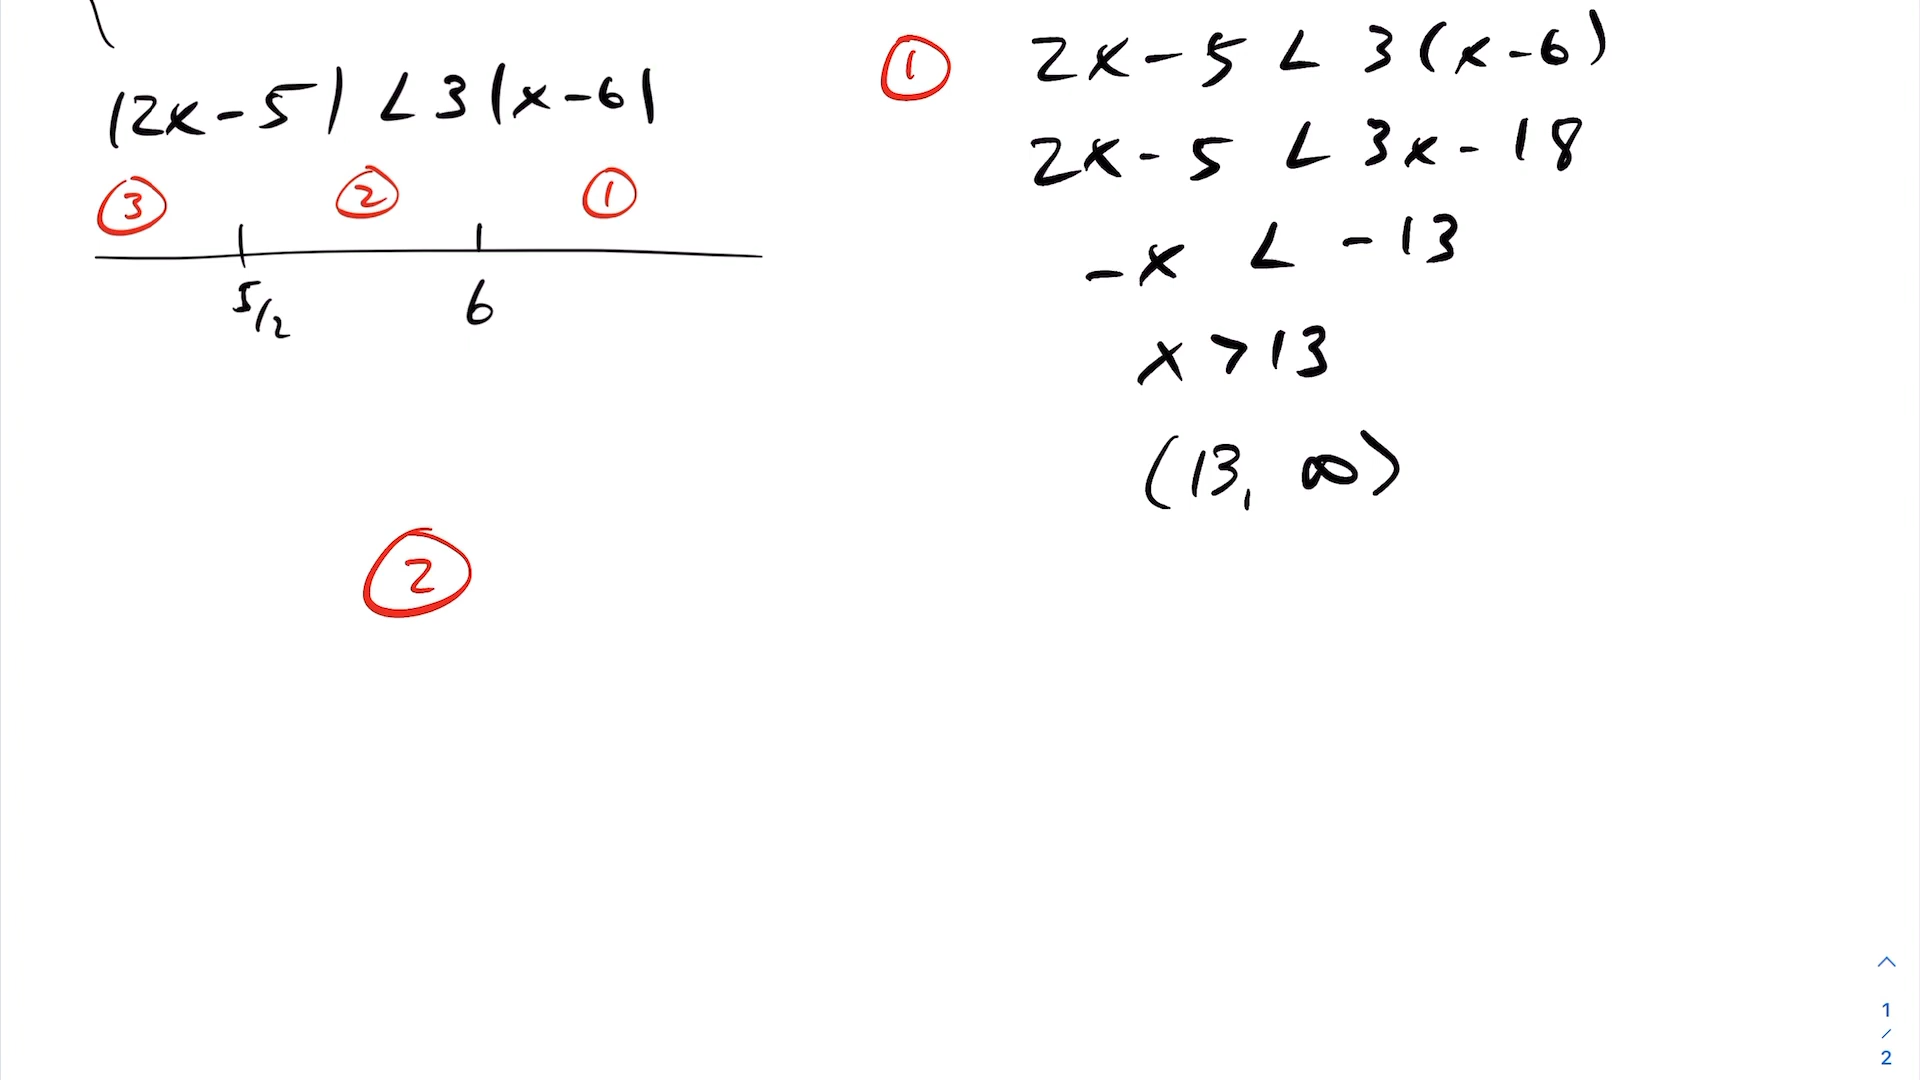 |2x-5| < 3|x-6|
③ ② ①
5/2 6
②
① 2x-5 < 3(x-6)
2x-5 < 3x-18
-x < -13
x > 13
(13, ∞)
1
/
2